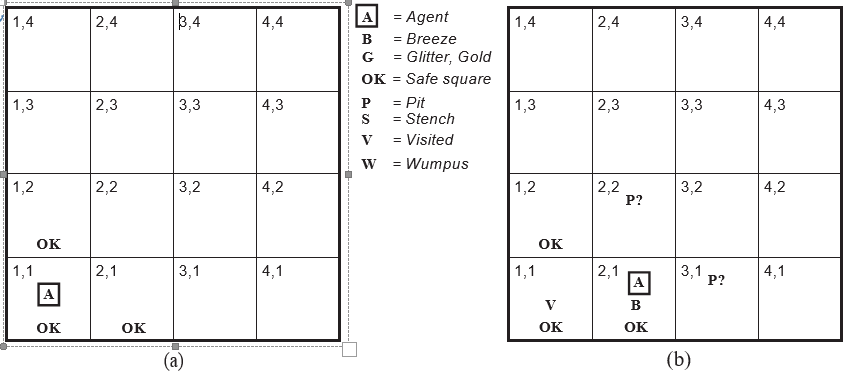 1,4 2,4 3,4 4,4
1,3 2,3 3,3 4,3
1,2 2,2 3,2 4,2
OK
1,1 2,1 3,1 4,1
A
OK OK
(a)
A = Agent
B = Breeze
G = Glitter, Gold
OK = Safe square
P = Pit
S = Stench
V = Visited
W = Wumpus
1,4 2,4 3,4 4,4
1,3 2,3 3,3 4,3
1,2 2,2 3,2 4,2
P?
OK
1,1 2,1 3,1 4,1
A P?
V B
OK OK
(b)